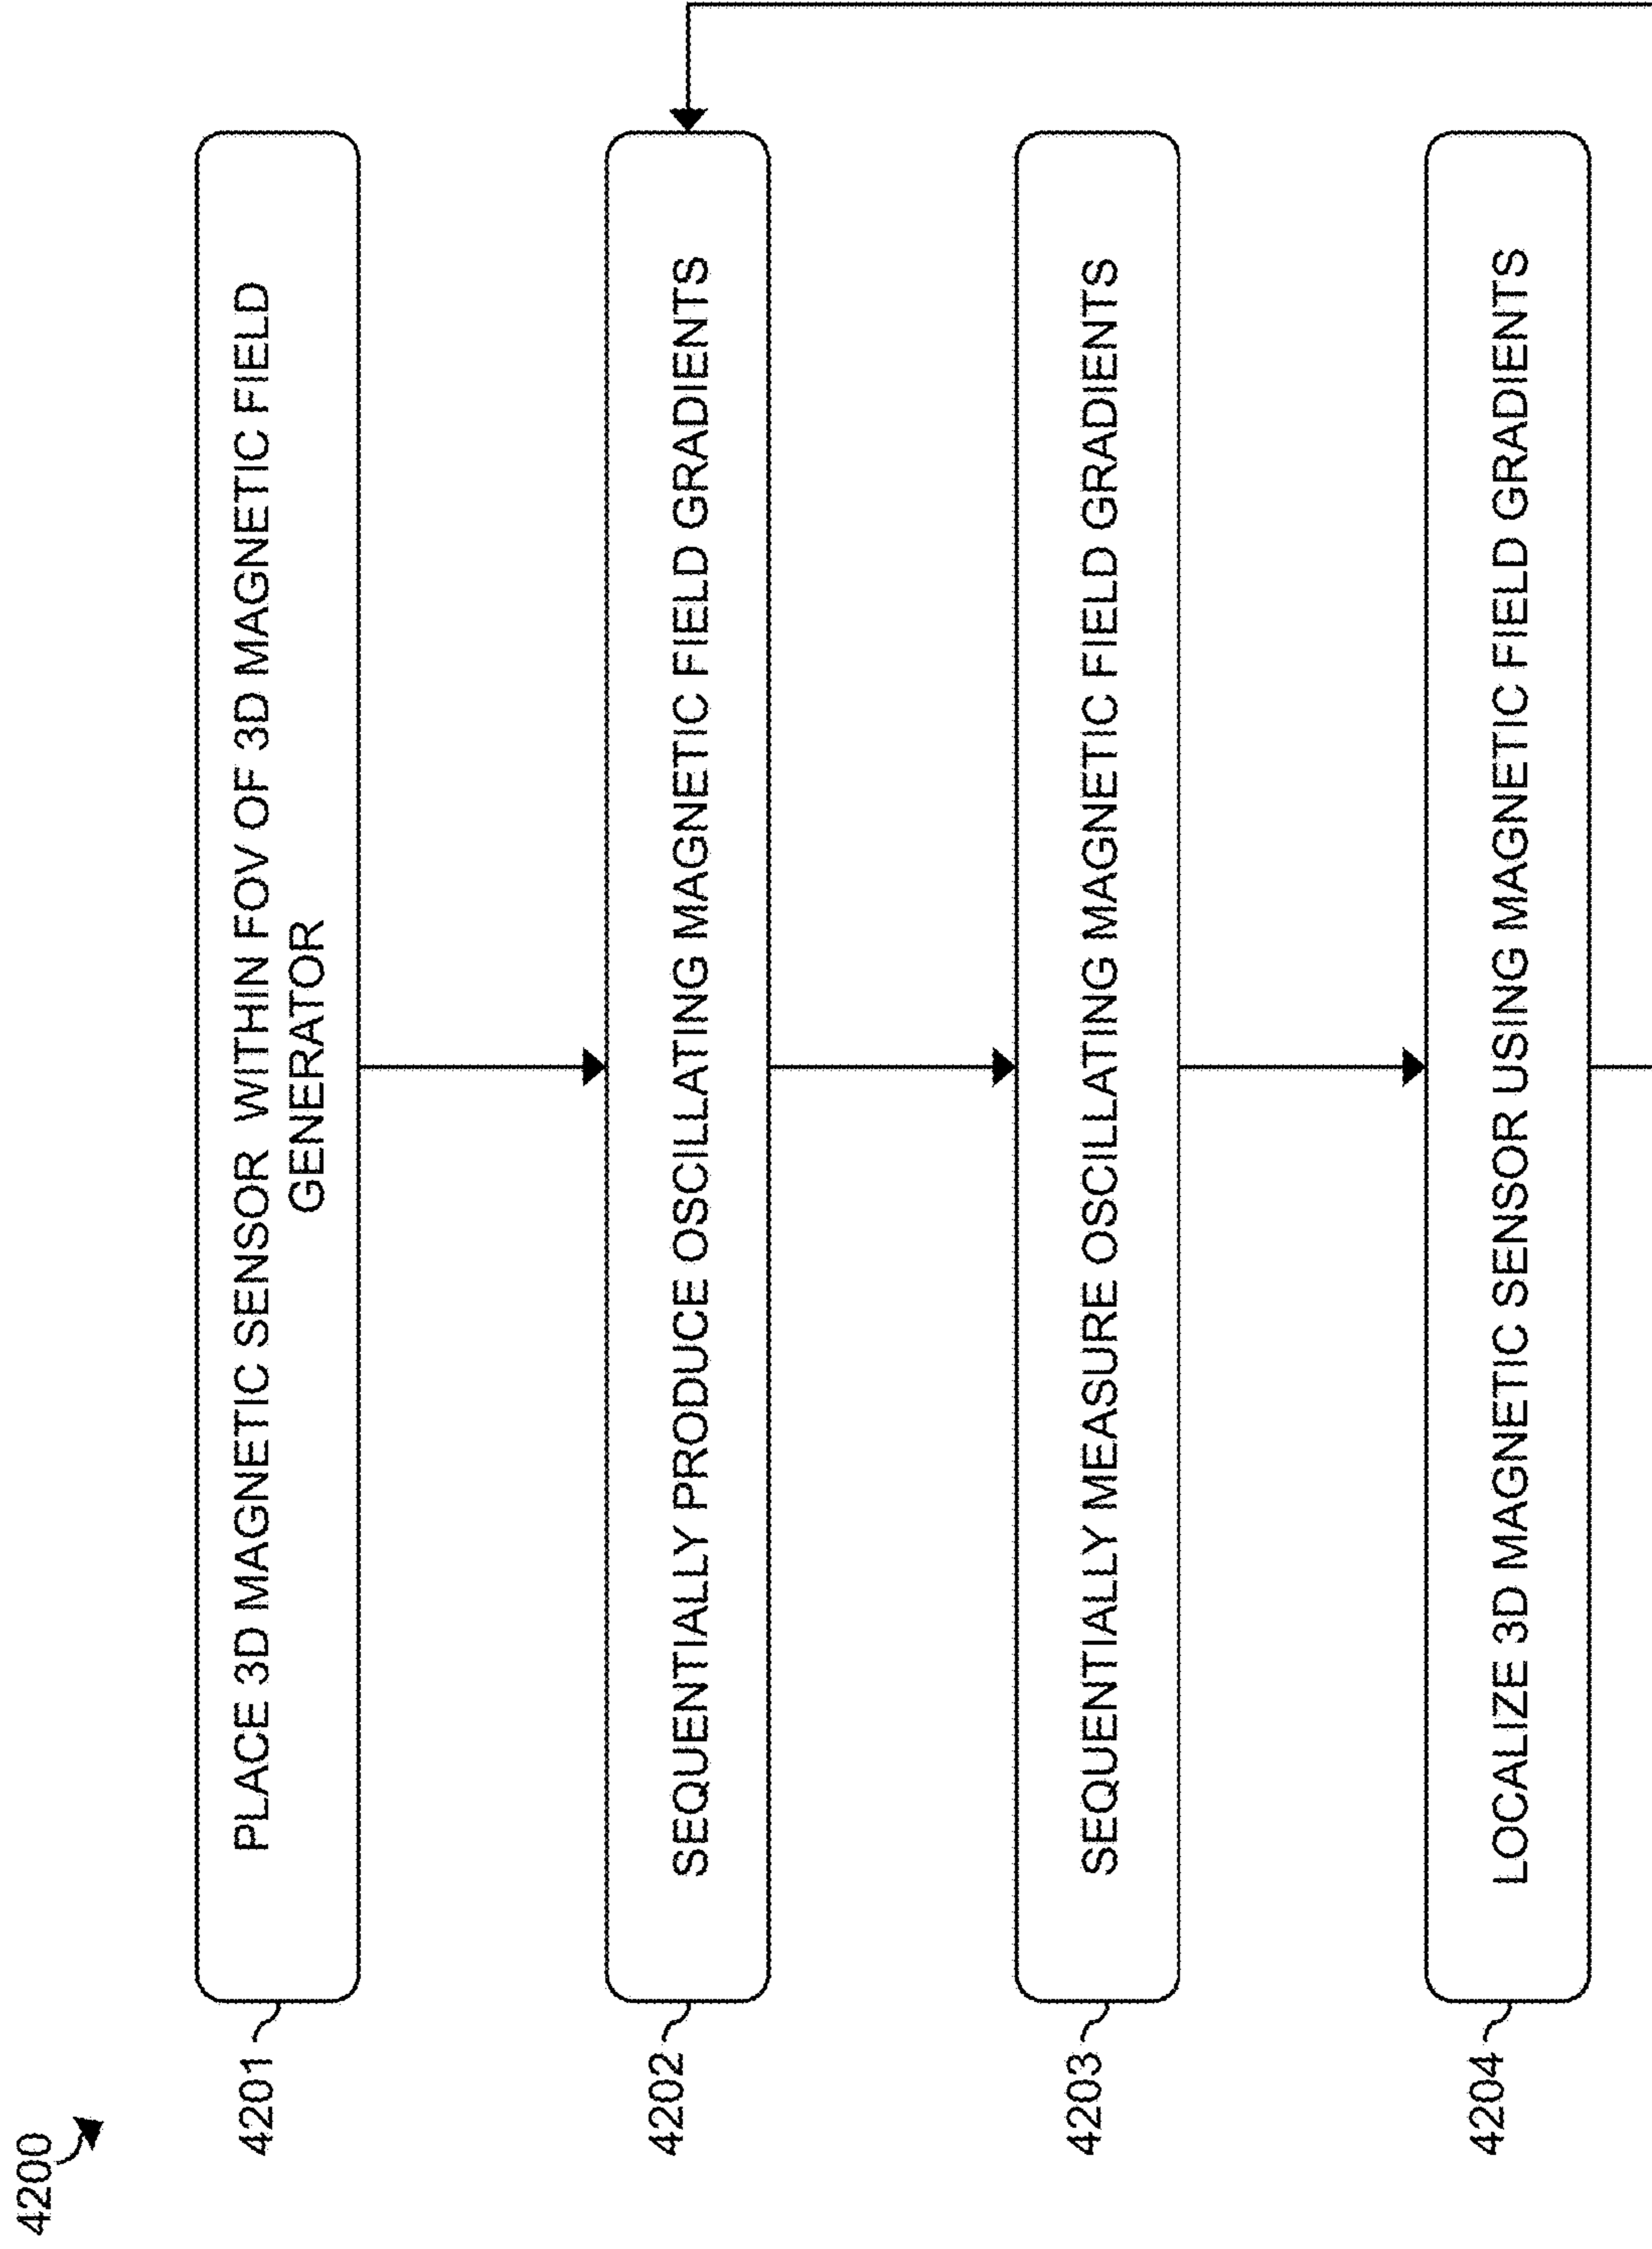 4200
4201
PLACE 3D MAGNETIC SENSOR WITHIN FOV OF 3D MAGNETIC FIELD
GENERATOR
4202
SEQUENTIALLY PRODUCE OSCILLATING MAGNETIC FIELD GRADIENTS
4203
SEQUENTIALLY MEASURE OSCILLATING MAGNETIC FIELD GRADIENTS
4204
LOCALIZE 3D MAGNETIC SENSOR USING MAGNETIC FIELD GRADIENTS